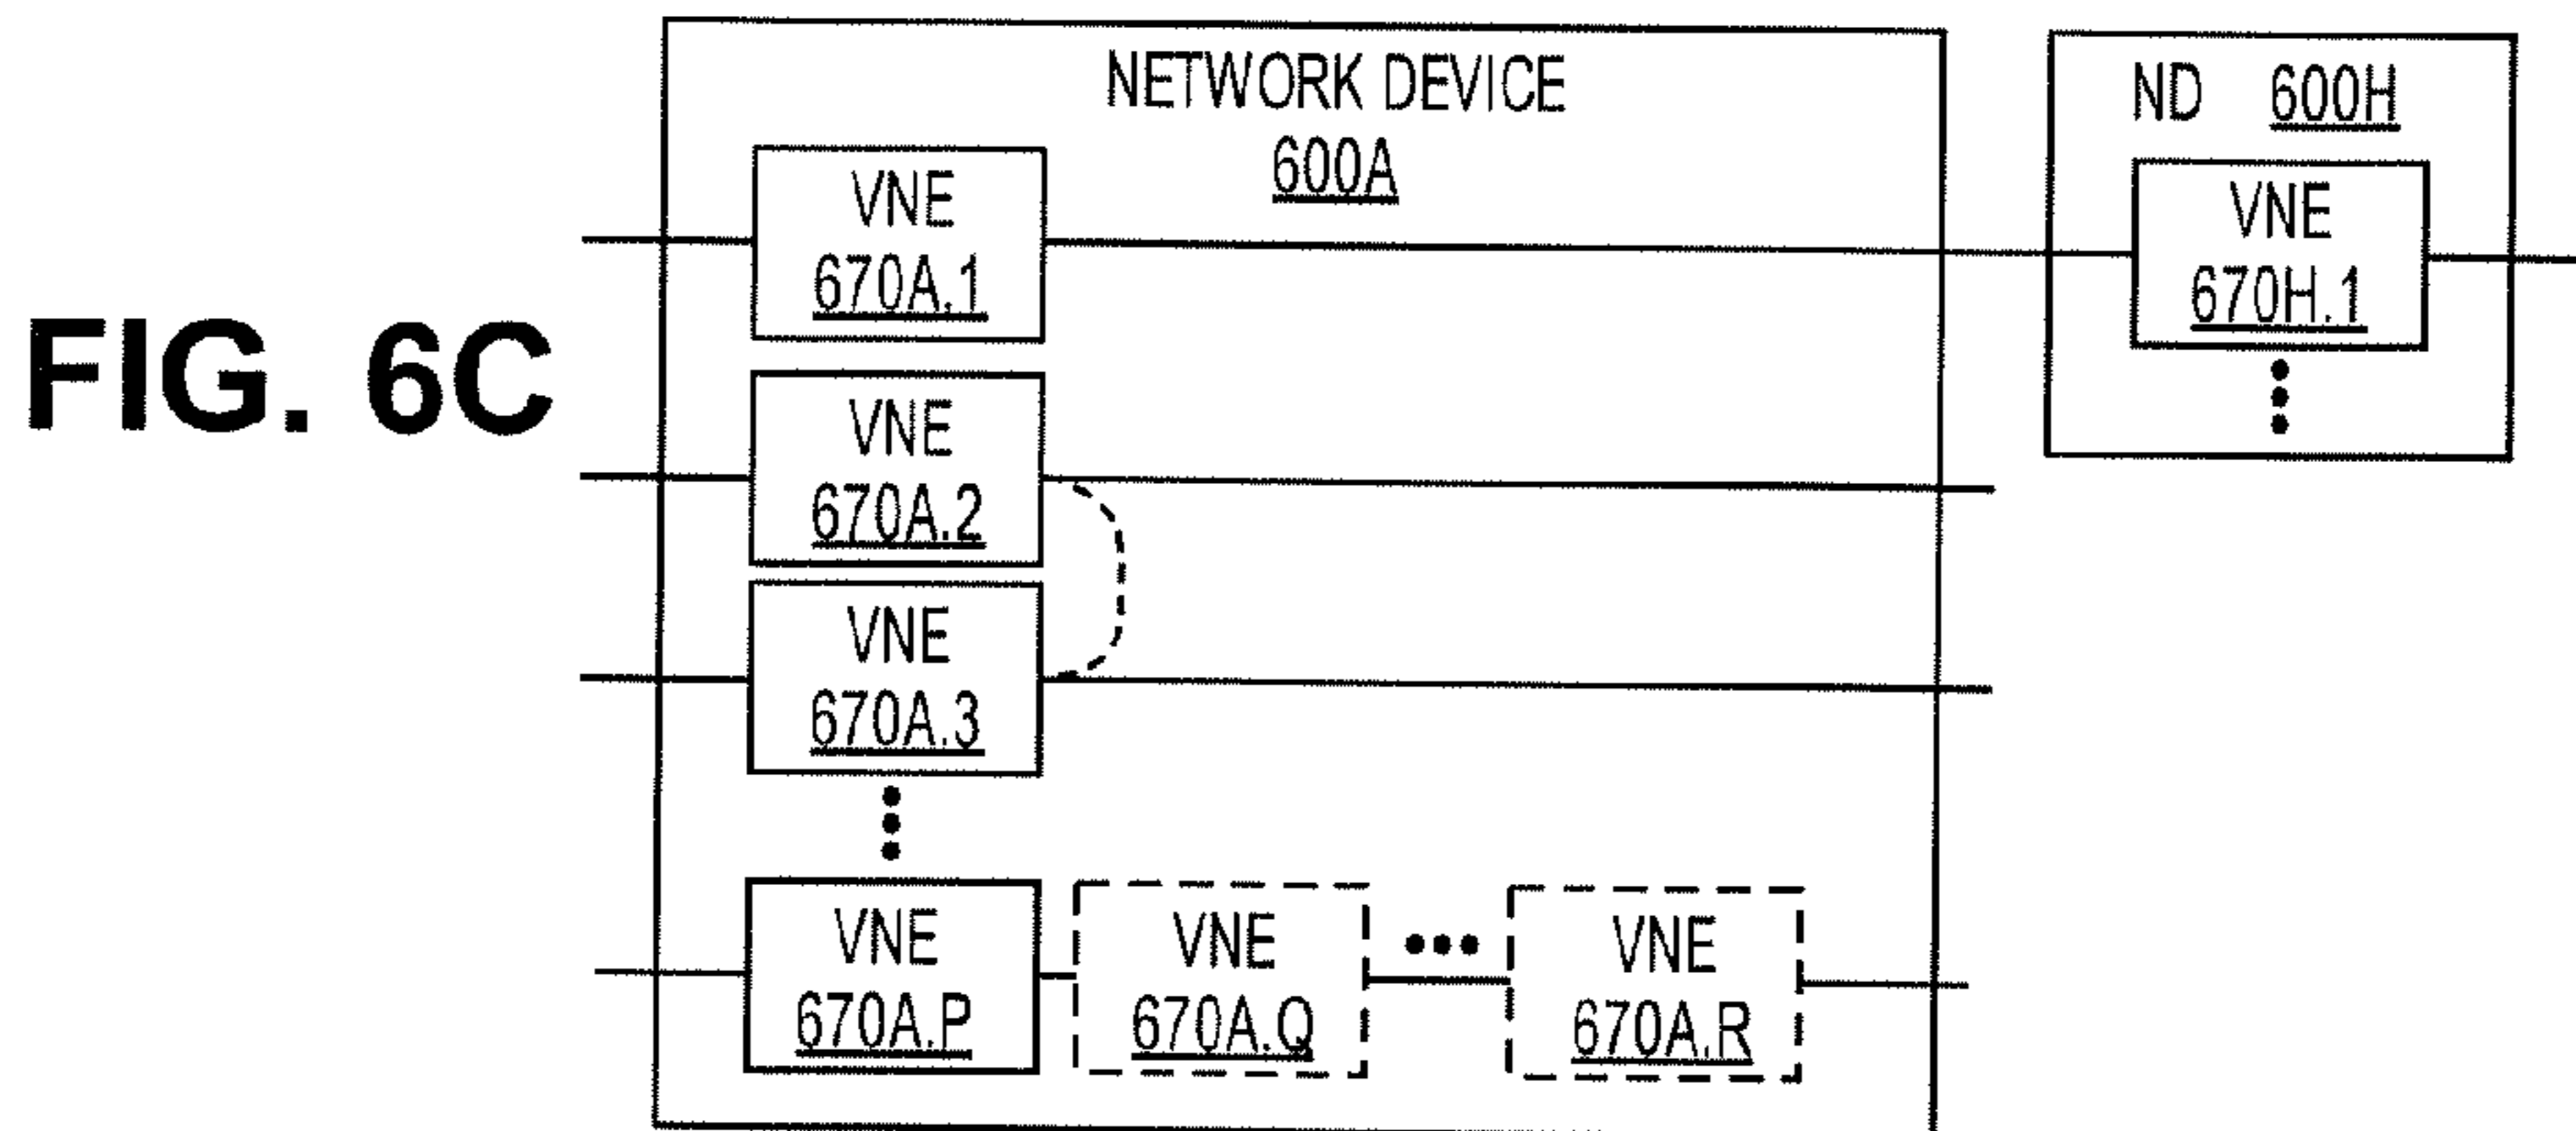 FIG. 6C
NETWORK DEVICE
600A
ND 600H
VNE
670A.1
VNE
670H.1
VNE
670A.2
VNE
670A.3
VNE
670A.P
VNE
670A.Q
VNE
670A.R